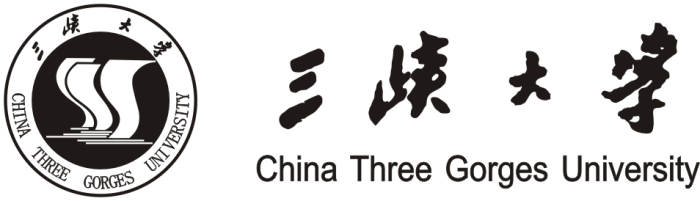 三峡大学
CHINA THREE GORGES UNIVERSITY
三峡大学
China Three Gorges University